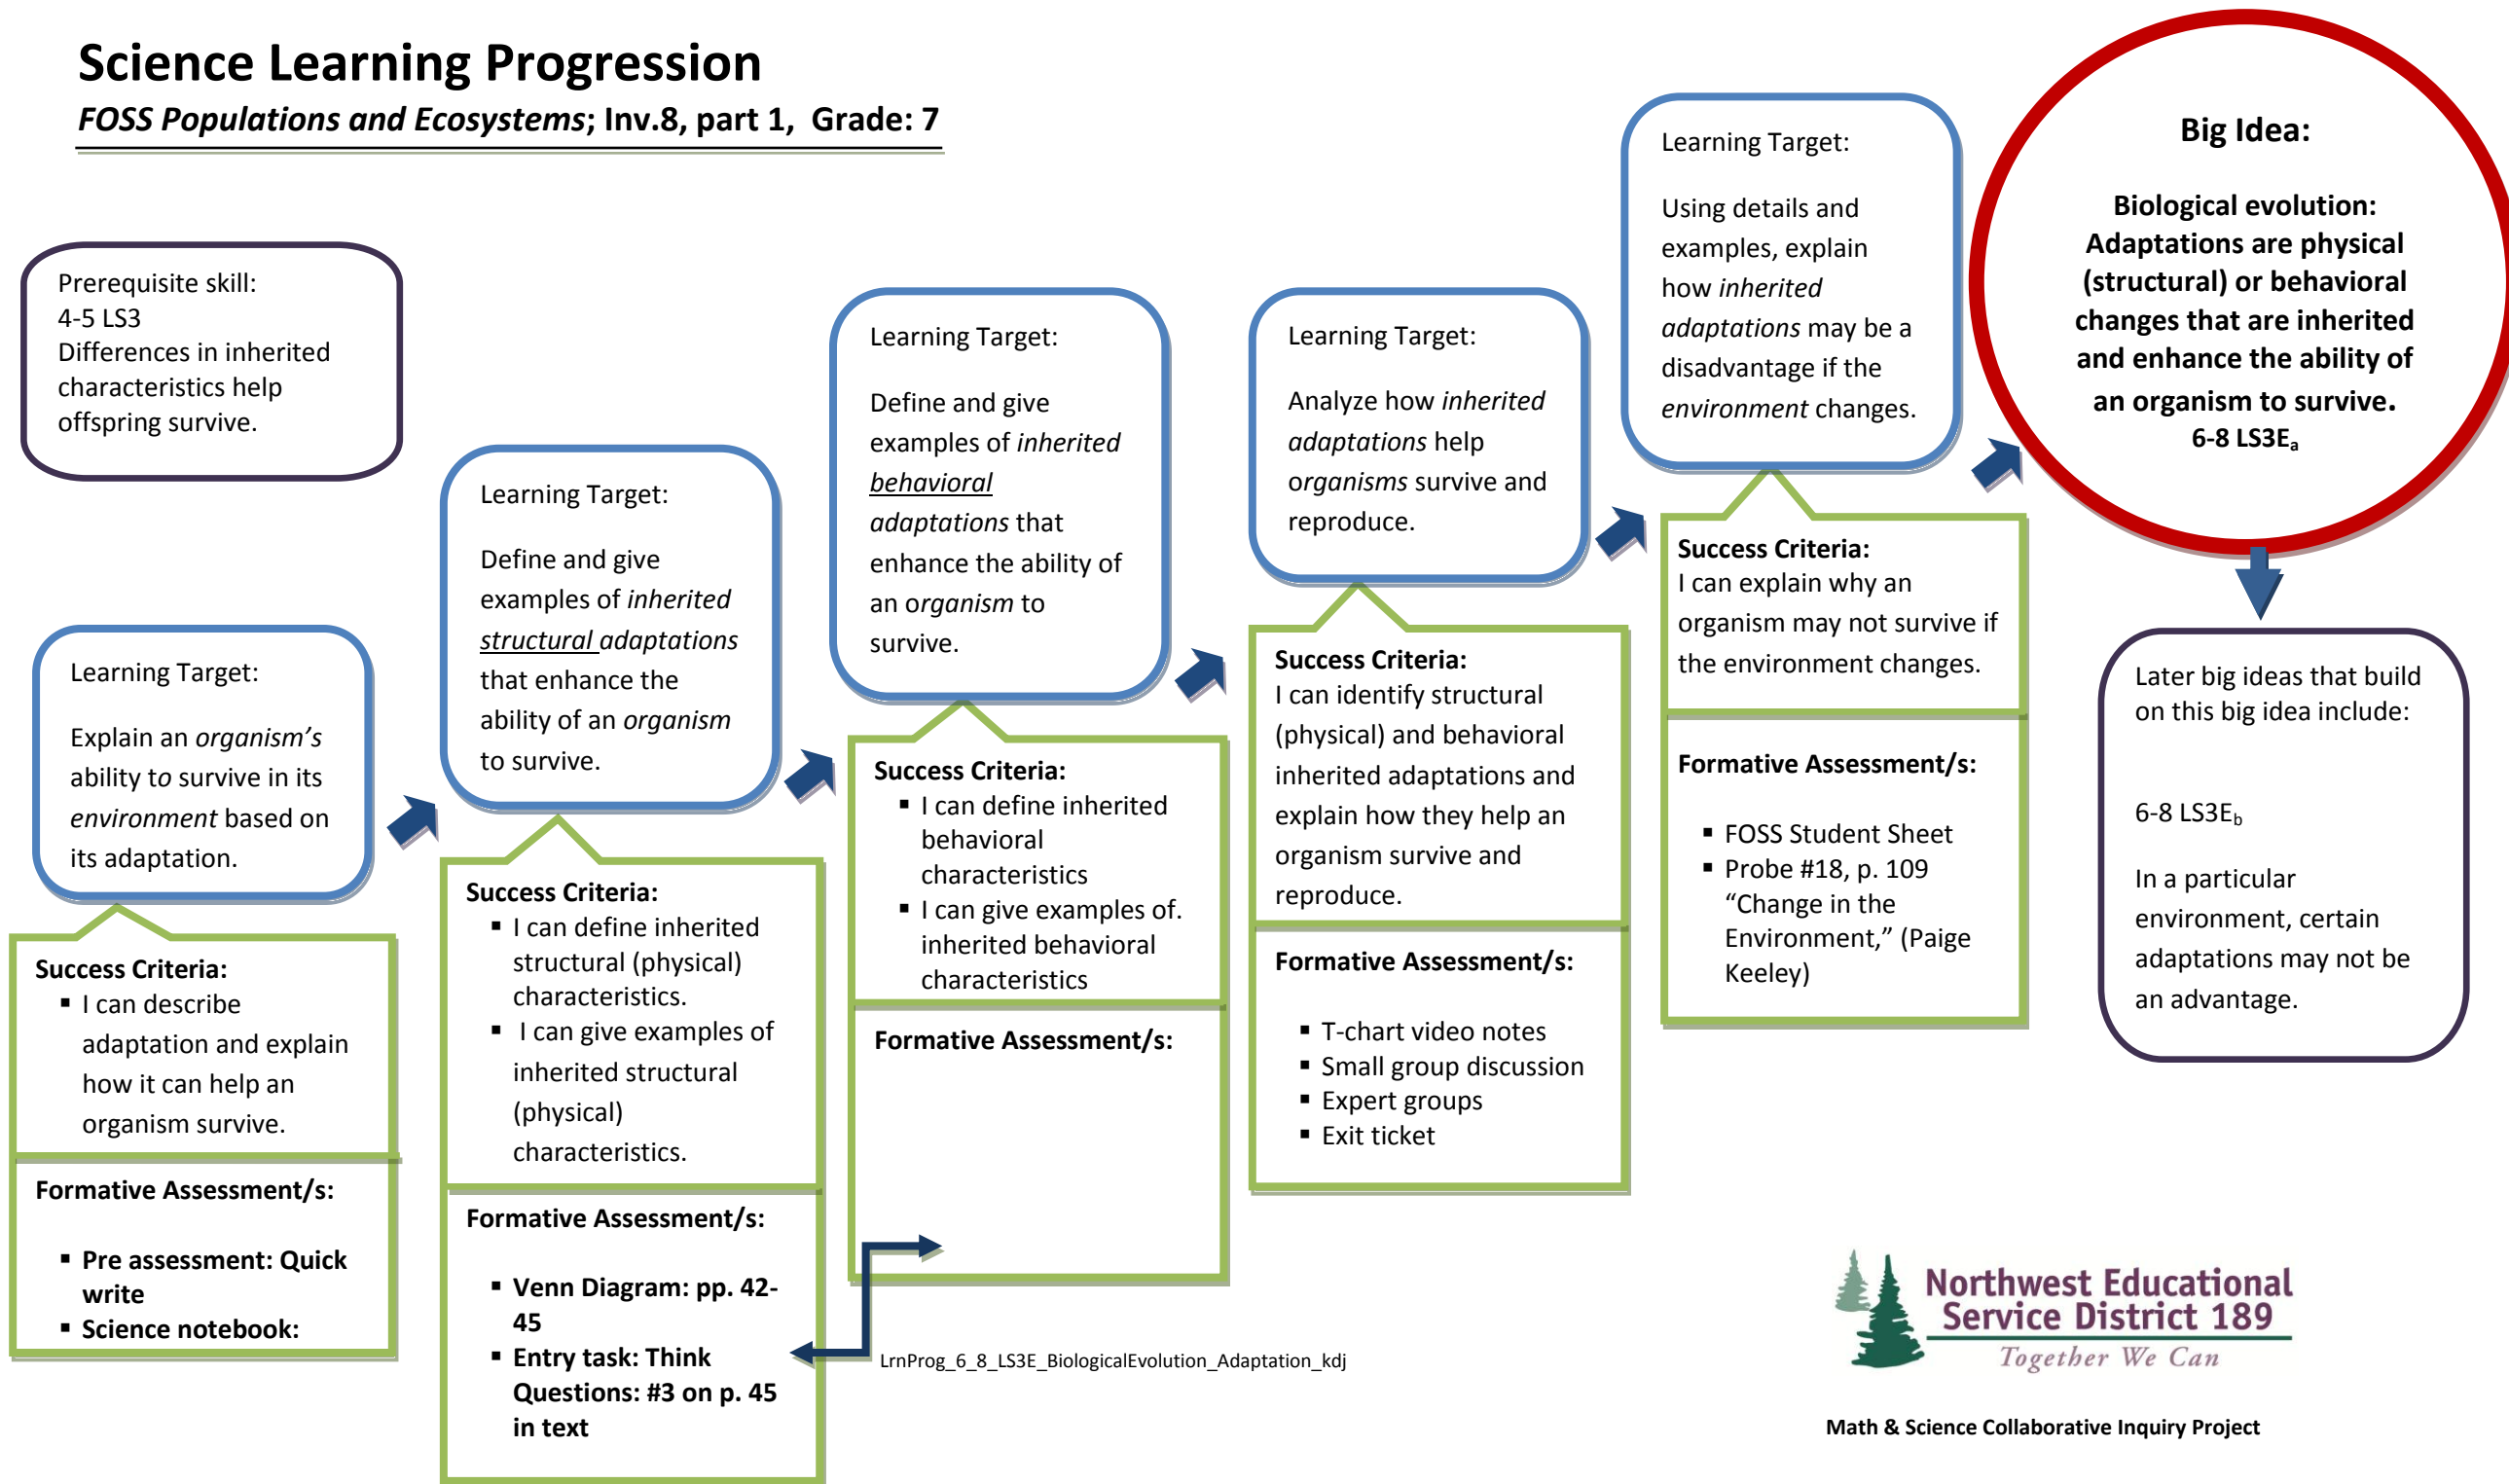 Science Learning Progression
FOSS Populations and Ecosystems; Inv.8, part 1, Grade: 7
Prerequisite skill:
4-5 LS3
Differences in inherited
characteristics help
offspring survive.
Learning Target:
Explain an organism’s
ability to survive in its
environment based on
its adaptation.
Success Criteria:
▪ I can describe
adaptation and explain
how it can help an
organism survive.
Formative Assessment/s:
▪ Pre assessment: Quick
write
▪ Science notebook:
Learning Target:
Define and give
examples of inherited
structural adaptations
that enhance the
ability of an organism
to survive.
Success Criteria:
▪ I can define inherited
structural (physical)
characteristics.
▪ I can give examples of
inherited structural
(physical)
characteristics.
Formative Assessment/s:
▪ Venn Diagram: pp. 42-
45
▪ Entry task: Think
Questions: #3 on p. 45
in text
Learning Target:
Define and give
examples of inherited
behavioral
adaptations that
enhance the ability of
an organism to
survive.
Success Criteria:
▪ I can define inherited
behavioral
characteristics
▪ I can give examples of.
inherited behavioral
characteristics
Formative Assessment/s:
LrnProg_6_8_LS3E_BiologicalEvolution_Adaptation_kdj
Learning Target:
Analyze how inherited
adaptations help
organisms survive and
reproduce.
Success Criteria:
I can identify structural
(physical) and behavioral
inherited adaptations and
explain how they help an
organism survive and
reproduce.
Formative Assessment/s:
▪ T-chart video notes
▪ Small group discussion
▪ Expert groups
▪ Exit ticket
Learning Target:
Using details and
examples, explain
how inherited
adaptations may be a
disadvantage if the
environment changes.
Success Criteria:
I can explain why an
organism may not survive if
the environment changes.
Formative Assessment/s:
▪ FOSS Student Sheet
▪ Probe #18, p. 109
“Change in the
Environment,” (Paige
Keeley)
Big Idea:
Biological evolution:
Adaptations are physical
(structural) or behavioral
changes that are inherited
and enhance the ability of
an organism to survive.
6-8 LS3Ea
Later big ideas that build
on this big idea include:
6-8 LS3Eb
In a particular
environment, certain
adaptations may not be
an advantage.
Northwest Educational
Service District 189
Together We Can
Math & Science Collaborative Inquiry Project